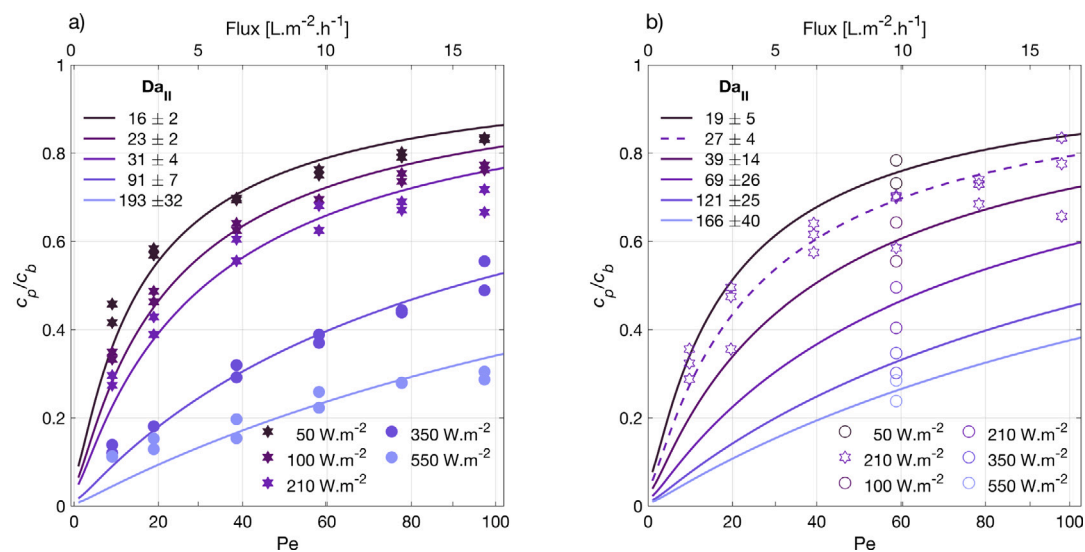 a)
Flux [L.m⁻².h⁻¹]
0 5 10 15
1
0.8
0.6
0.4
0.2
0
c_p/c_b
Da_II
16 ± 2
23 ± 2
31 ± 4
91 ± 7
193 ±32
50 W.m⁻²
100 W.m⁻²
210 W.m⁻²
350 W.m⁻²
550 W.m⁻²
0 20 40 60 80 100
Pe
b)
Flux [L.m⁻².h⁻¹]
0 5 10 15
1
0.8
0.6
0.4
0.2
0
c_p/c_b
Da_II
19 ± 5
27 ± 4
39 ±14
69 ±26
121 ±25
166 ±40
50 W.m⁻²
210 W.m⁻²
100 W.m⁻²
210 W.m⁻²
350 W.m⁻²
550 W.m⁻²
0 20 40 60 80 100
Pe